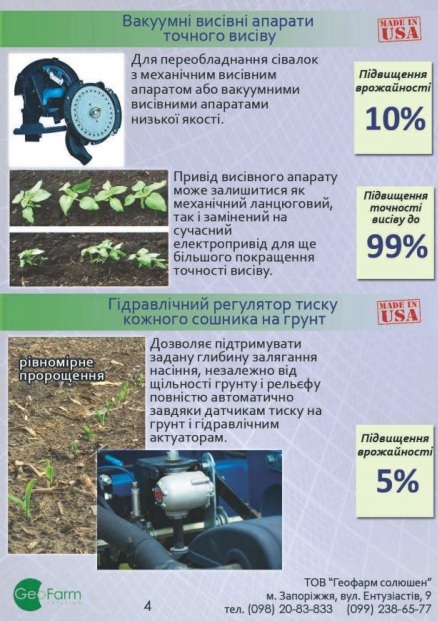 Вакуумні висівні апарати
точного висіву
MADE IN
USA
Для переобладнання сівалок
з механічним висівним
апаратом або вакуумними
висівними апаратами
низької якості.
Підвищення
врожайності
10%
Привід висівного апарату
може залишитися як
механічний ланцюговий,
так і замінений на
сучасний
електропривід для ще
більшого покращення
точності висіву.
Підвищення
точності
висіву до
99%
Гідравлічний регулятор тиску
кожного сошника на грунт
MADE IN
USA
рівномірне
пророщення
Дозволяє підтримувати
задану глибину залягання
насіння, незалежно від
щільності грунту і рельєфу
повністю автоматично
завдяки датчикам тиску на
грунт і гідравлічним
актуаторам.
Підвищення
врожайності
5%
GeoFarm
4
ТОВ "Геофарм солюшен"
м. Запоріжжя, вул. Ентузіастів, 9
тел. (098) 20-83-833 (099) 238-65-77